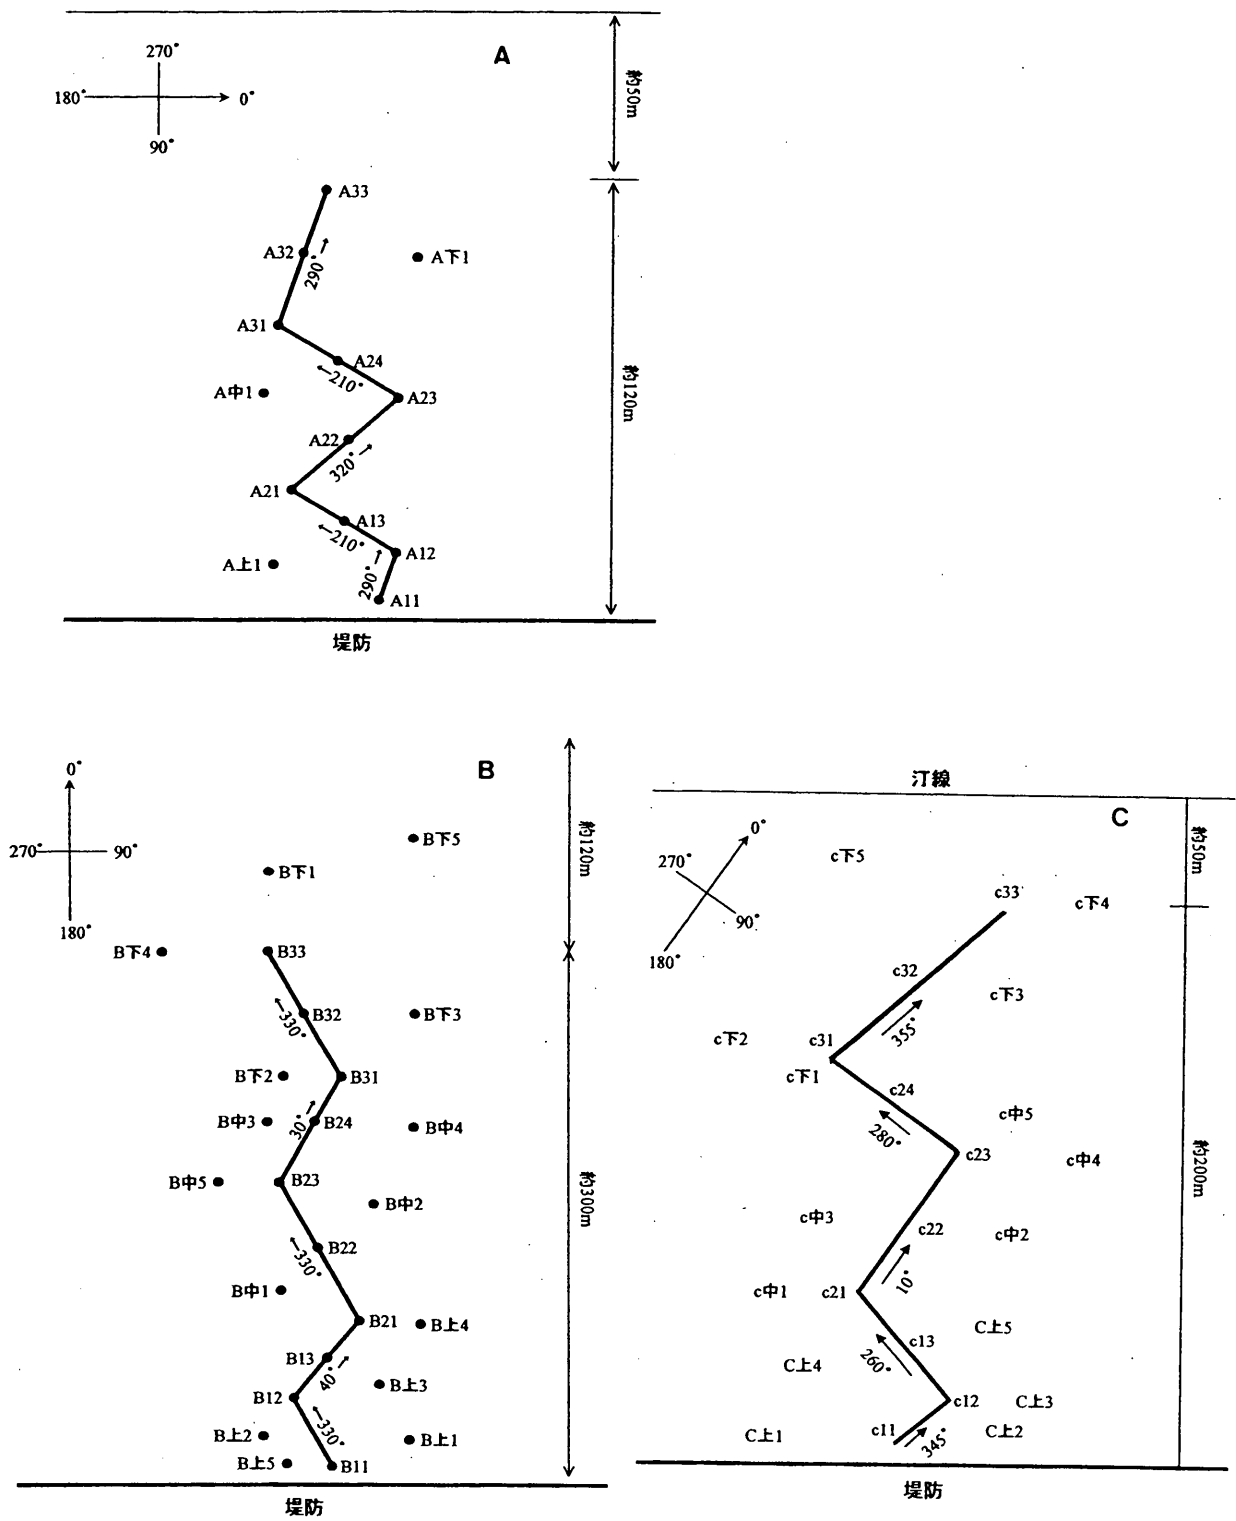 A
270°
180°
0°
90°
約50m
A33
A32
290°
A下1
A31
A24
210°
A中1
A23
約120m
A22
320°
A21
A13
210°
A上1
A12
290°
A11
堤防
B
0°
270°
90°
180°
約120m
B下5
B下1
B下4
B33
330°
B32
B下3
B下2
B31
B中3
30°
B24
B中4
B中5
B23
B中2
約300m
330°
B22
B中1
B21
B上4
B13
40°
B12
B上3
330°
B上2
B上1
B上5
B11
堤防
汀線
C
0°
270°
90°
180°
c下5
約50m
c33
c下4
c32
c下3
355°
c下2
c31
c下1
c24
c中5
280°
c23
c中4
約200m
c中3
c22
c中2
10°
c中1
c21
C上5
c13
260°
C上4
c12
C上3
c11
C上2
C上1
345°
堤防